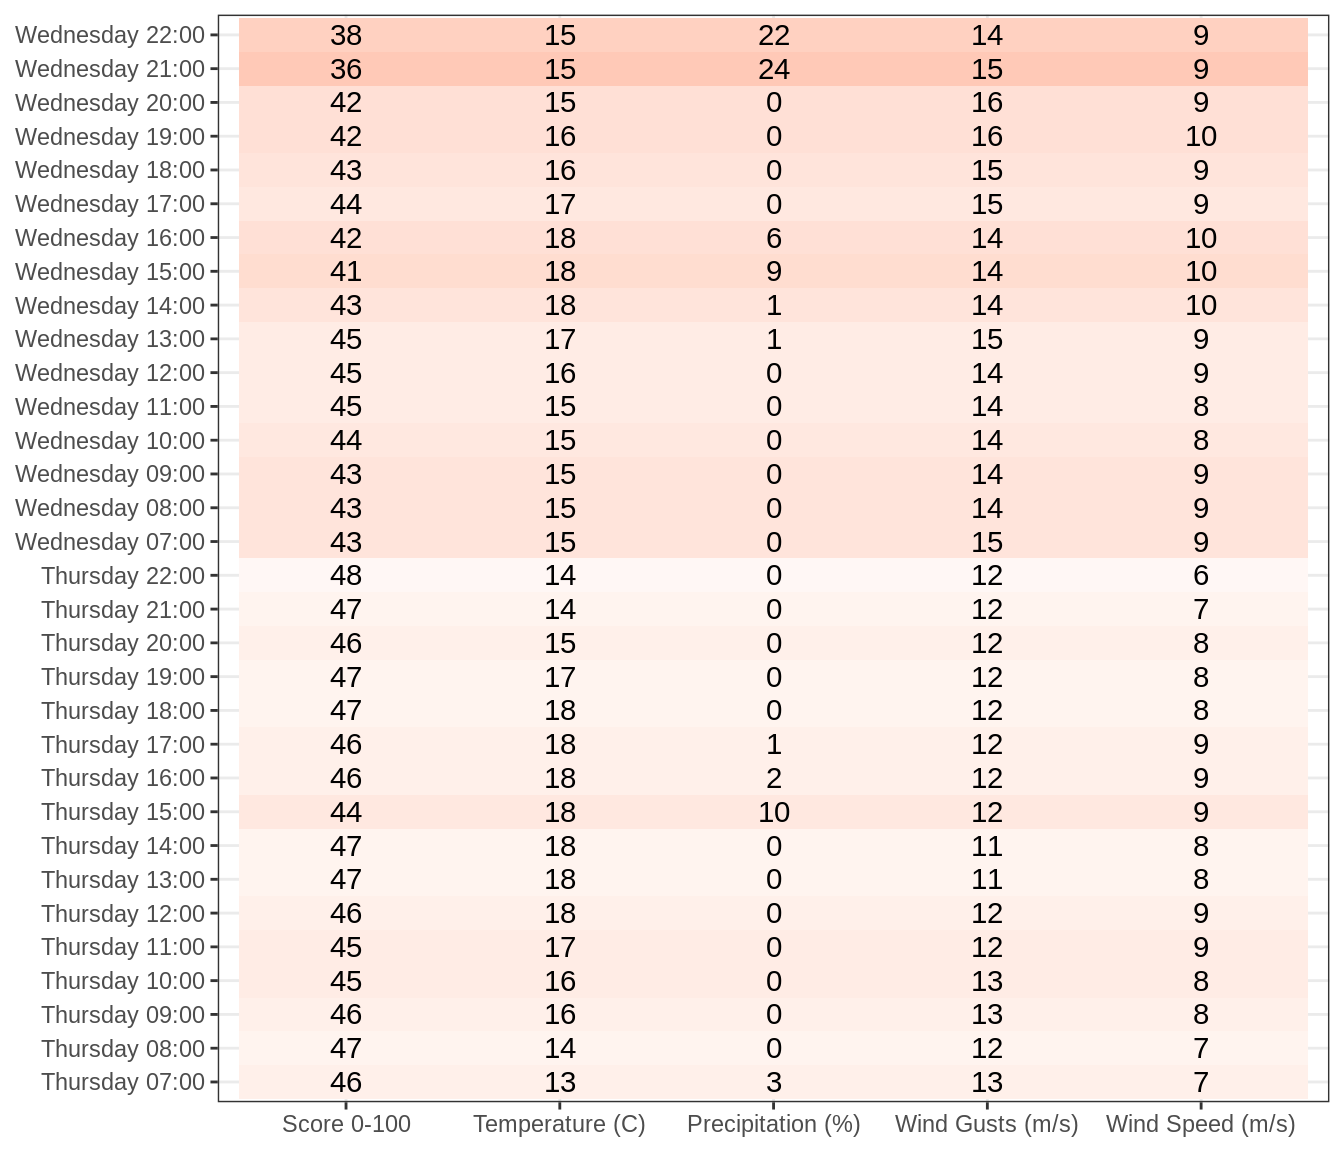 Wednesday 22:00 38 15 22 14 9
Wednesday 21:00 36 15 24 15 9
Wednesday 20:00 42 15 0 16 9
Wednesday 19:00 42 16 0 16 10
Wednesday 18:00 43 16 0 15 9
Wednesday 17:00 44 17 0 15 9
Wednesday 16:00 42 18 6 14 10
Wednesday 15:00 41 18 9 14 10
Wednesday 14:00 43 18 1 14 10
Wednesday 13:00 45 17 1 15 9
Wednesday 12:00 45 16 0 14 9
Wednesday 11:00 45 15 0 14 8
Wednesday 10:00 44 15 0 14 8
Wednesday 09:00 43 15 0 14 9
Wednesday 08:00 43 15 0 14 9
Wednesday 07:00 43 15 0 15 9
Thursday 22:00 48 14 0 12 6
Thursday 21:00 47 14 0 12 7
Thursday 20:00 46 15 0 12 8
Thursday 19:00 47 17 0 12 8
Thursday 18:00 47 18 0 12 8
Thursday 17:00 46 18 1 12 9
Thursday 16:00 46 18 2 12 9
Thursday 15:00 44 18 10 12 9
Thursday 14:00 47 18 0 11 8
Thursday 13:00 47 18 0 11 8
Thursday 12:00 46 18 0 12 9
Thursday 11:00 45 17 0 12 9
Thursday 10:00 45 16 0 13 8
Thursday 09:00 46 16 0 13 8
Thursday 08:00 47 14 0 12 7
Thursday 07:00 46 13 3 13 7
Score 0-100 Temperature (C) Precipitation (%) Wind Gusts (m/s) Wind Speed (m/s)